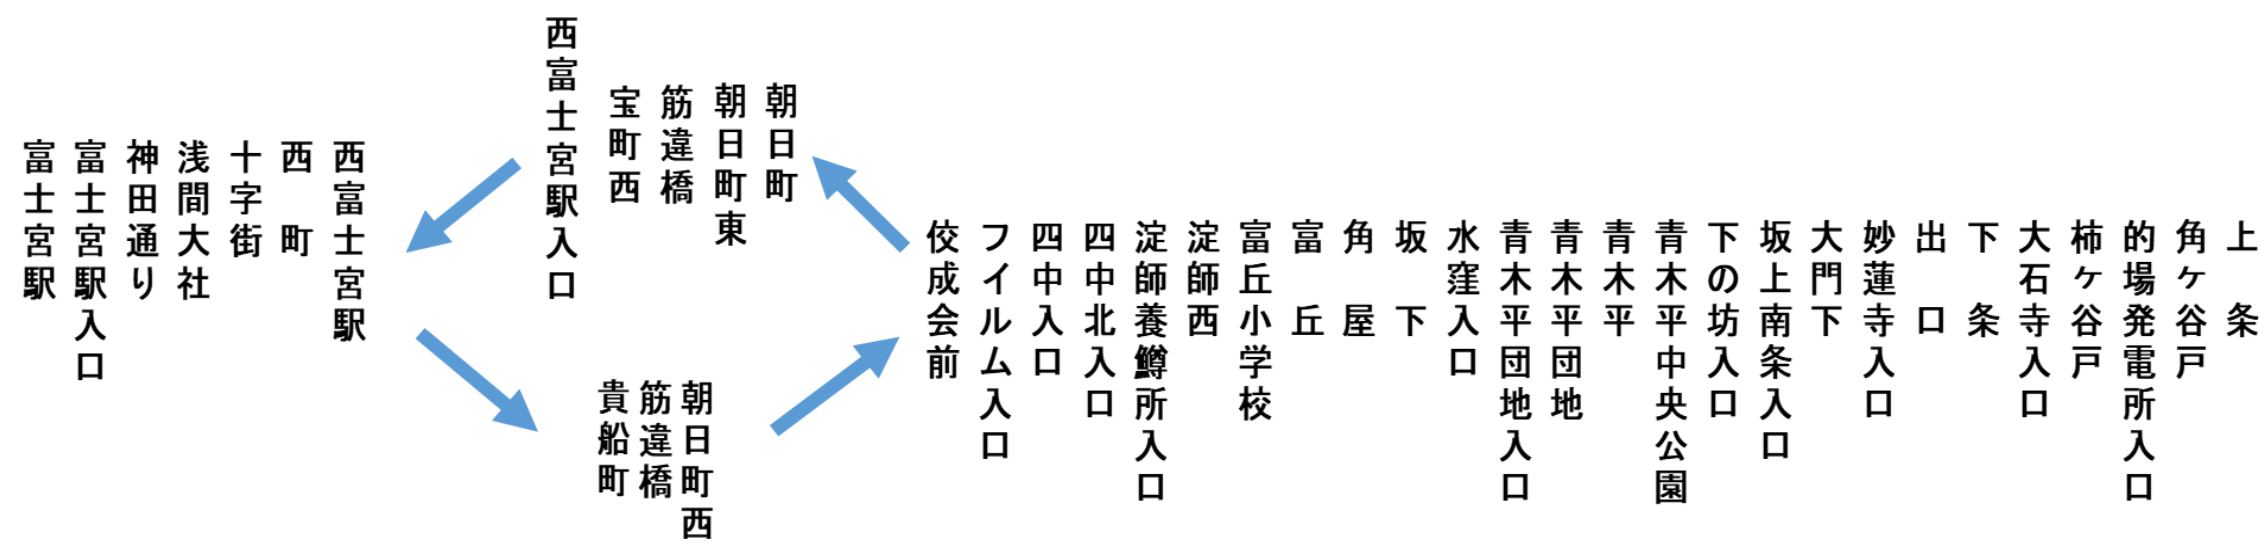 富士宮駅
富士宮駅入口
神田通り
浅間大社
十字街
西町
西富士宮駅
西富士宮駅入口
宝町西
筋違橋
朝日町東
朝日町
貴船町
筋違橋
朝日町西
佼成会前
フイルム入口
四中入口
四中北入口
淀師養鱒所入口
淀師西
富丘小学校
富丘
角屋
坂下
水窪入口
青木平団地入口
青木平団地
青木平
青木平中央公園
下の坊入口
坂上南条入口
大門下
妙蓮寺入口
出口
下条
大石寺入口
柿ヶ谷戸
的場発電所入口
角ヶ谷戸
上条